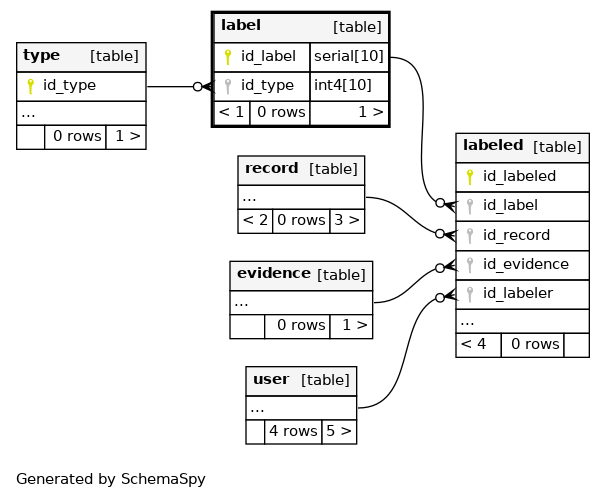 type [table]
id_type
...
0 rows 1 >
label [table]
id_label serial[10]
id_type int4[10]
< 1 0 rows 1 >
record [table]
...
< 2 0 rows 3 >
evidence [table]
...
0 rows 1 >
user [table]
...
4 rows 5 >
labeled [table]
id_labeled
id_label
id_record
id_evidence
id_labeler
...
< 4 0 rows
Generated by SchemaSpy